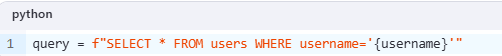 python
1 query = f"SELECT * FROM users WHERE username='{username}'"